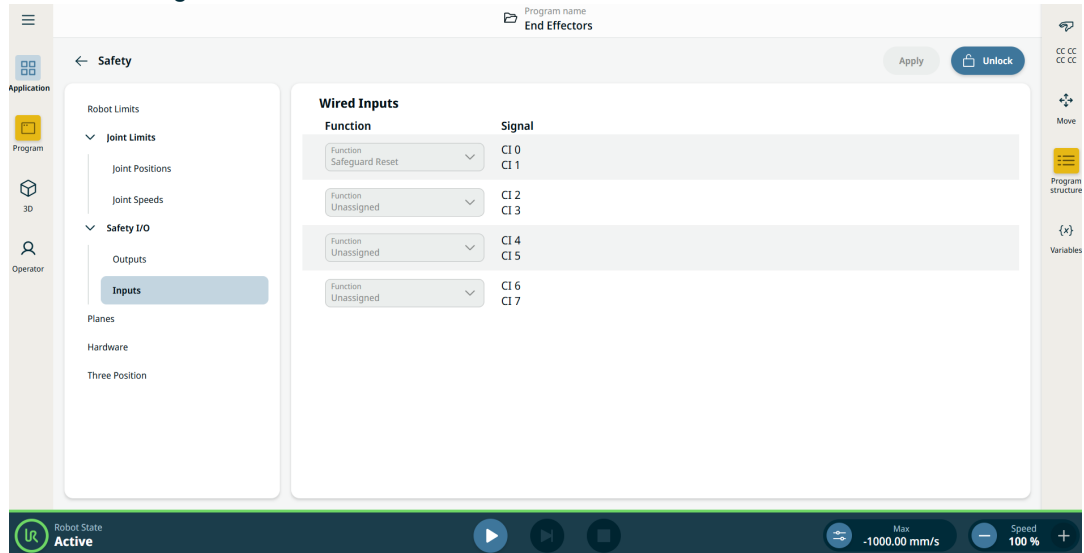 Program name
End Effectors
Application
Program
3D
Operator
← Safety
Apply
Unlock
Robot Limits
Joint Limits
Joint Positions
Joint Speeds
Safety I/O
Outputs
Inputs
Planes
Hardware
Three Position
Wired Inputs
Function Signal
Function
Safeguard Reset
CI 0
CI 1
Function
Unassigned
CI 2
CI 3
Function
Unassigned
CI 4
CI 5
Function
Unassigned
CI 6
CI 7
CC CC
CC CC
Move
Program
structure
{x}
Variables
UR
Robot State
Active
Max
-1000.00 mm/s
Speed
100 %